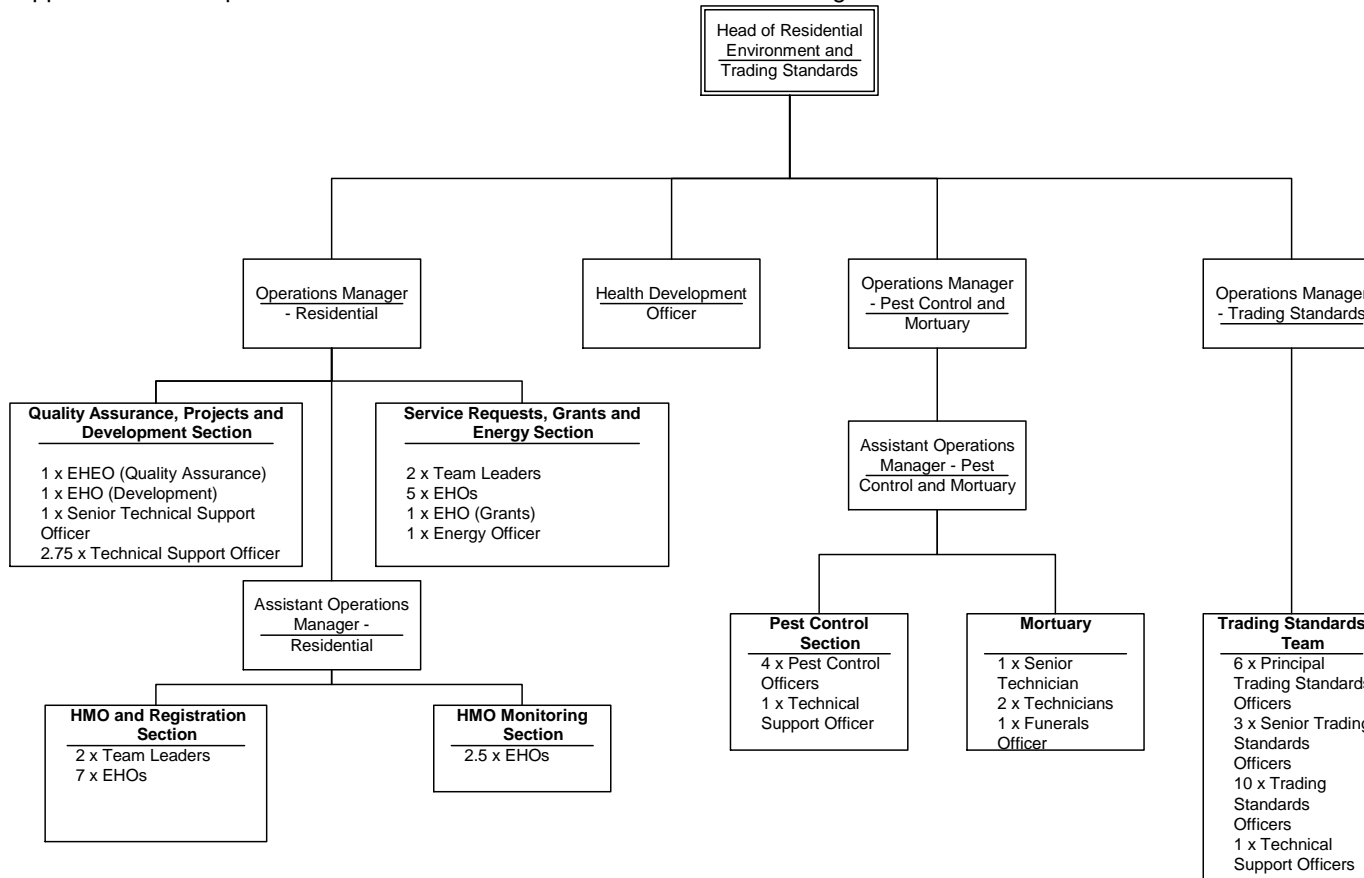 Head of Residential
Environment and
Trading Standards
Operations Manager
- Residential
Health Development
Officer
Operations Manager
- Pest Control and
Mortuary
Operations Manager
- Trading Standards
Quality Assurance, Projects and
Development Section
1 x EHEO (Quality Assurance)
1 x EHO (Development)
1 x Senior Technical Support
Officer
2.75 x Technical Support Officer
Service Requests, Grants and
Energy Section
2 x Team Leaders
5 x EHOs
1 x EHO (Grants)
1 x Energy Officer
Assistant Operations
Manager - Pest
Control and Mortuary
Assistant Operations
Manager -
Residential
HMO and Registration
Section
2 x Team Leaders
7 x EHOs
HMO Monitoring
Section
2.5 x EHOs
Pest Control
Section
4 x Pest Control
Officers
1 x Technical
Support Officer
Mortuary
1 x Senior
Technician
2 x Technicians
1 x Funerals
Officer
Trading Standards
Team
6 x Principal
Trading Standards
Officers
3 x Senior Trading
Standards
Officers
10 x Trading
Standards
Officers
1 x Technical
Support Officers